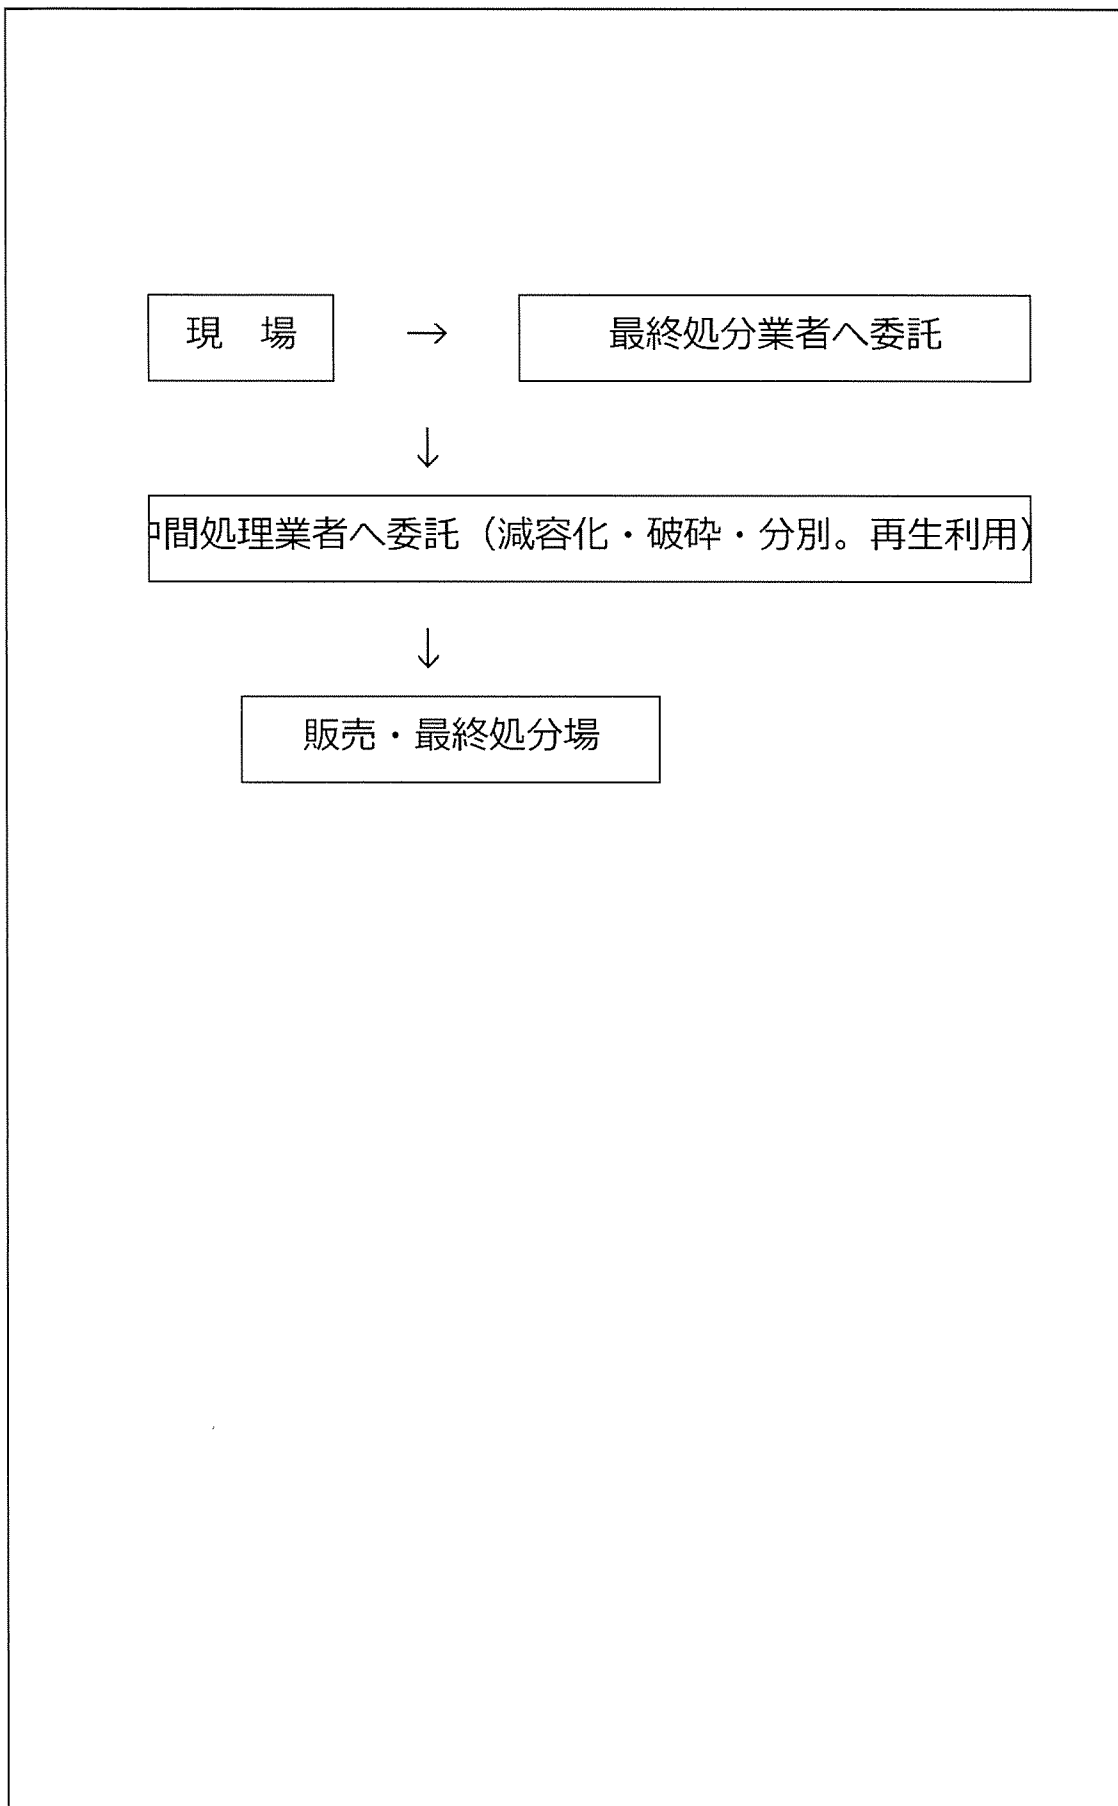 現　場 → 最終処分業者へ委託
↓
中間処理業者へ委託（減容化・破砕・分別。再生利用）
↓
販売・最終処分場